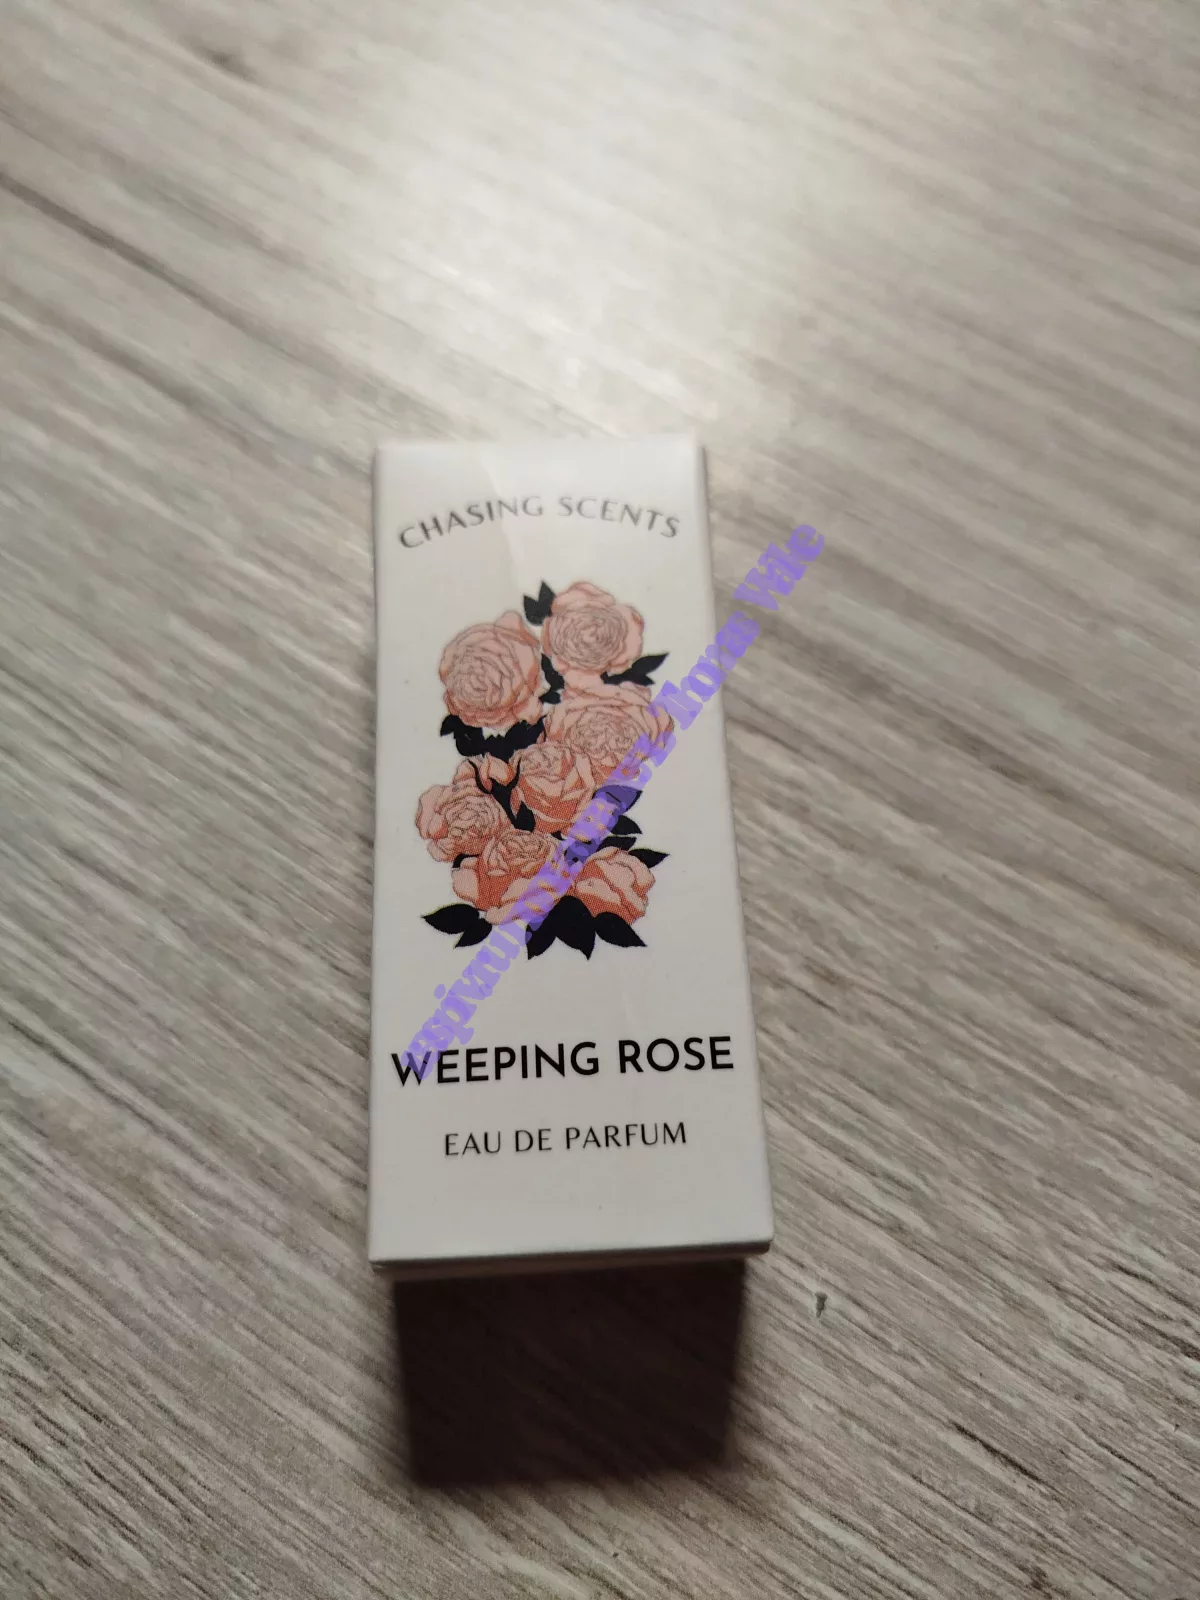 CHASING SCENTS
WEEPING ROSE
EAU DE PARFUM